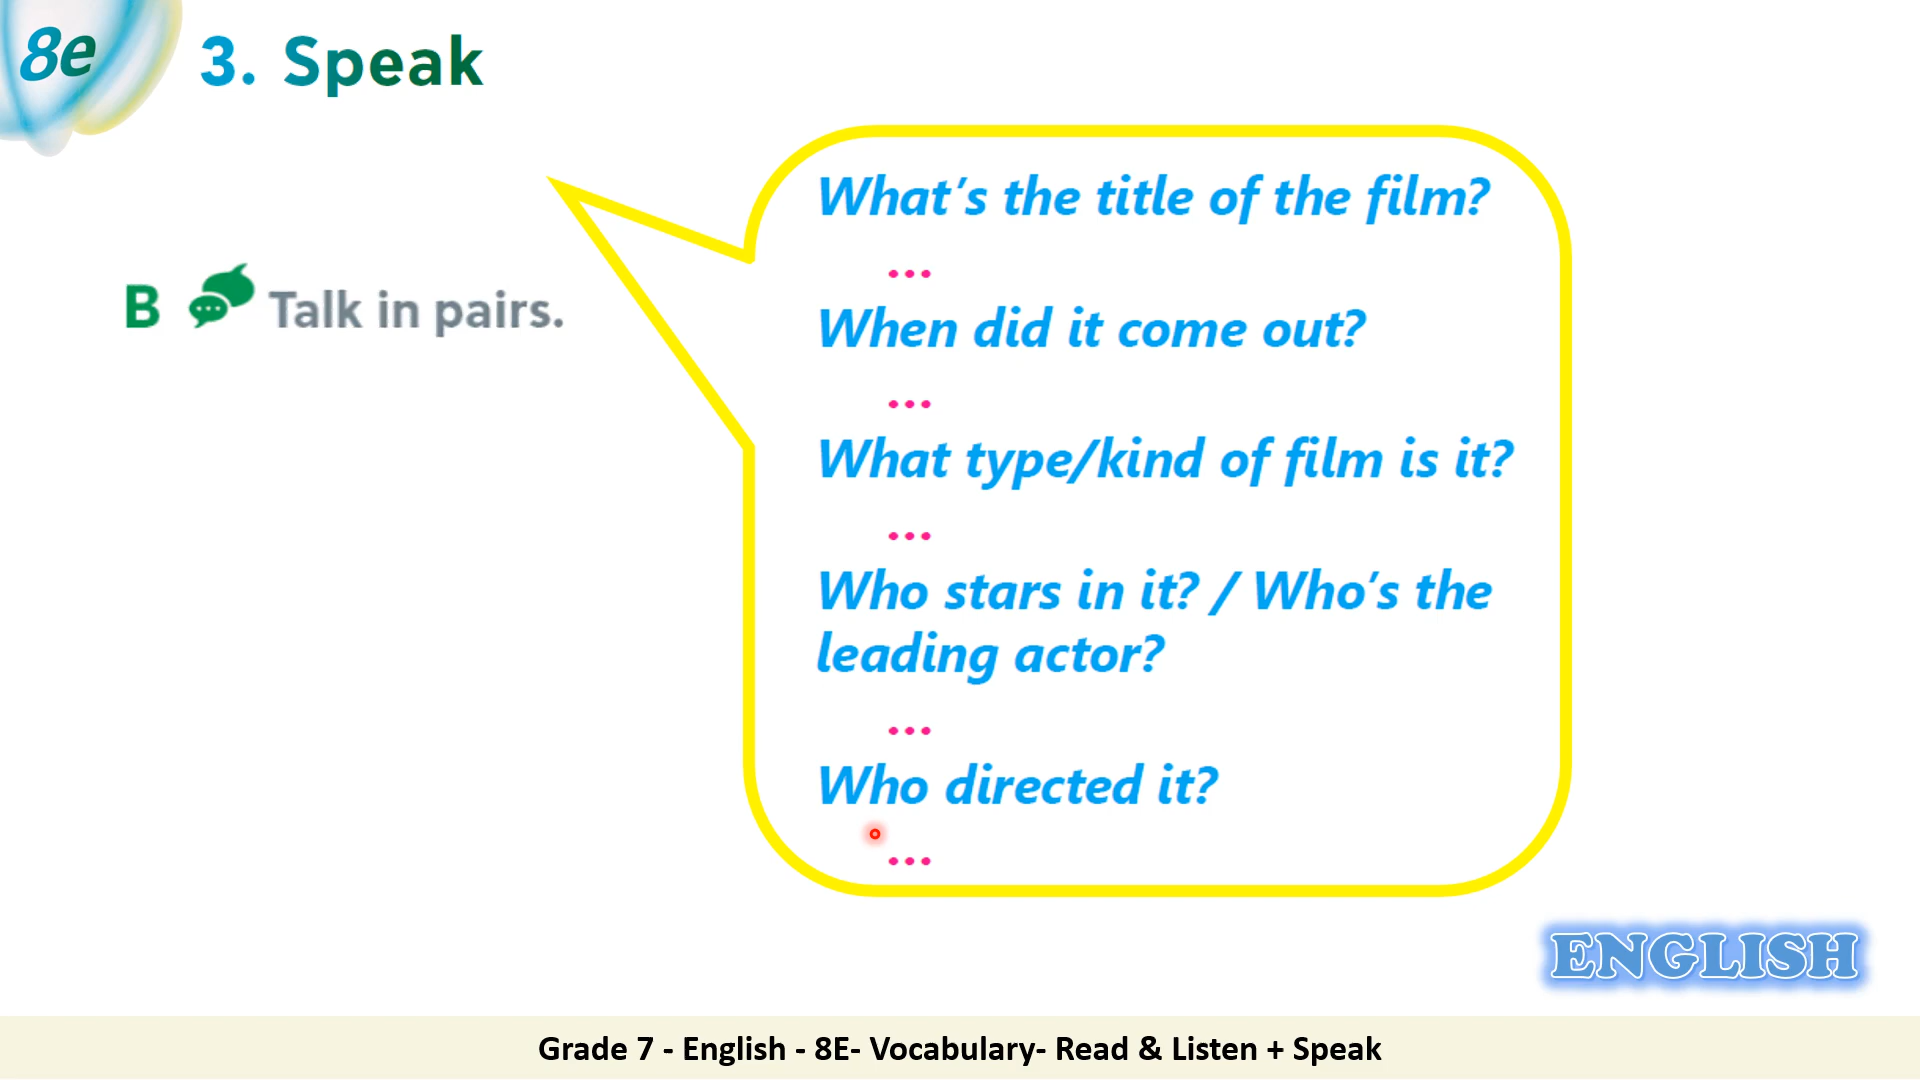 8e
3. Speak
B Talk in pairs.
What's the title of the film?
...
When did it come out?
...
What type/kind of film is it?
...
Who stars in it? / Who's the
leading actor?
...
Who directed it?
...
ENGLISH
Grade 7 - English - 8E- Vocabulary- Read & Listen + Speak